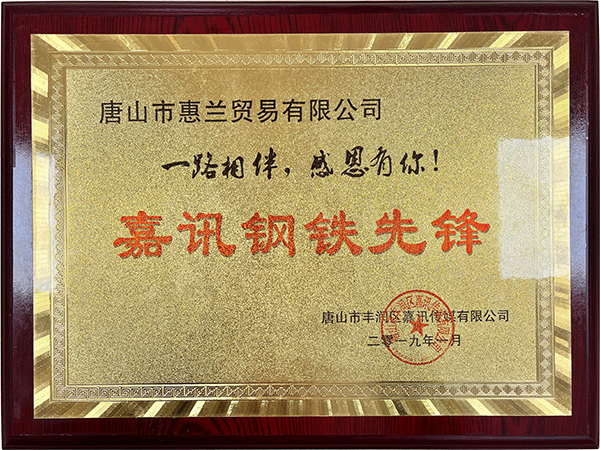 唐山市惠兰贸易有限公司
一路相伴，感恩有你！
嘉讯钢铁先锋
唐山市丰润区嘉讯传媒有限公司
二零一九年 月